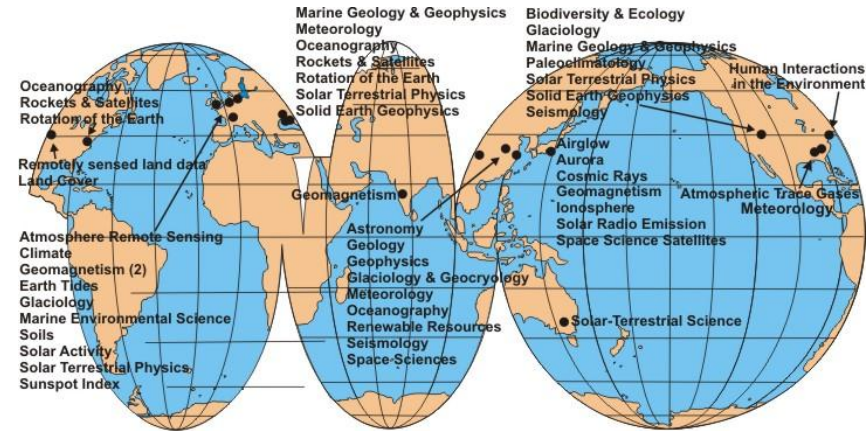 Oceanography
Rockets & Satellites
Rotation of the Earth
Remotely sensed land data
Land Cover
Atmosphere Remote Sensing
Climate
Geomagnetism (2)
Earth Tides
Glaciology
Marine Environmental Science
Soils
Solar Activity
Solar Terrestrial Physics
Sunspot Index
Marine Geology & Geophysics
Meteorology
Oceanography
Rockets & Satellites
Rotation of the Earth
Solar Terrestrial Physics
Solid Earth Geophysics
Geomagnetism
Astronomy
Geology
Geophysics
Glaciology & Geocryology
Meteorology
Oceanography
Renewable Resources
Seismology
Space Sciences
Biodiversity & Ecology
Glaciology
Marine Geology & Geophysics
Paleoclimatology
Solar Terrestrial Physics
Solid Earth Geophysics
Seismology
Airglow
Aurora
Cosmic Rays
Geomagnetism
Ionosphere
Solar Radio Emission
Space Science Satellites
Solar-Terrestrial Science
Human Interactions
in the Environment
Atmospheric Trace Gases
Meteorology